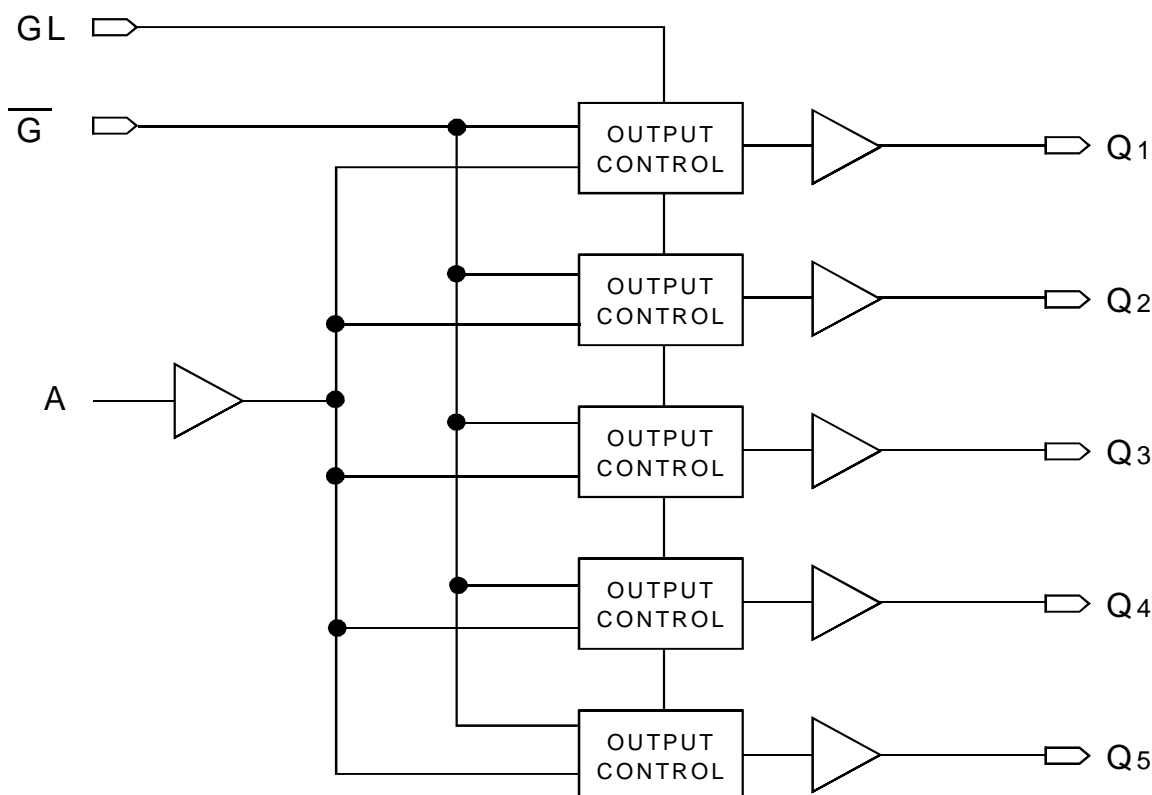 GL
G̅
OUTPUT
CONTROL
Q1
OUTPUT
CONTROL
Q2
A
OUTPUT
CONTROL
Q3
OUTPUT
CONTROL
Q4
OUTPUT
CONTROL
Q5